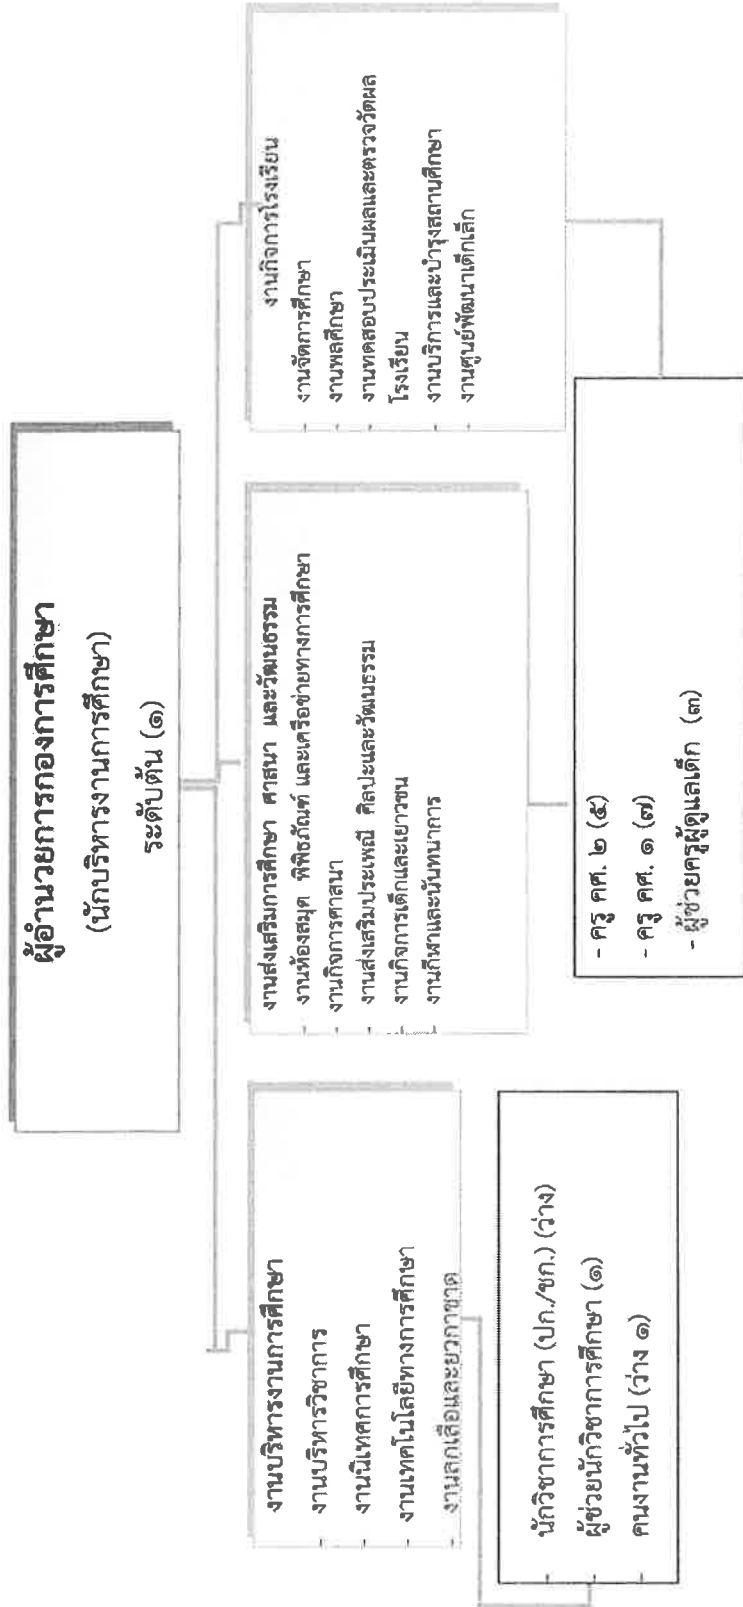 ผู้อำนวยการกองการศึกษา
(นักบริหารงานการศึกษา)
ระดับต้น (๑)
งานบริหารงานการศึกษา
- งานบริหารวิชาการ
- งานนิเทศการศึกษา
- งานเทคโนโลยีทางการศึกษา
- งานลูกเสือและยุวกาชาด
งานส่งเสริมการศึกษา ศาสนา และวัฒนธรรม
- งานห้องสมุด พิพิธภัณฑ์ และเครือข่ายทางการศึกษา
- งานกิจการศาสนา
- งานส่งเสริมประเพณี ศิลปะและวัฒนธรรม
- งานกิจการเด็กและเยาวชน
- งานกีฬาและนันทนาการ
งานกิจการโรงเรียน
- งานจัดการศึกษา
- งานพลศึกษา
- งานทดสอบประเมินผลและตรวจวัดผล
โรงเรียน
- งานบริการและบำรุงสถานศึกษา
- งานศูนย์พัฒนาเด็กเล็ก
- นักวิชาการศึกษา (ปก./ชก.) (ว่าง)
- ผู้ช่วยนักวิชาการศึกษา (๑)
- คนงานทั่วไป (ว่าง ๑)
- ครู คศ. ๒ (๕)
- ครู คศ. ๑ (๗)
- ผู้ช่วยครูผู้ดูแลเด็ก (๓)